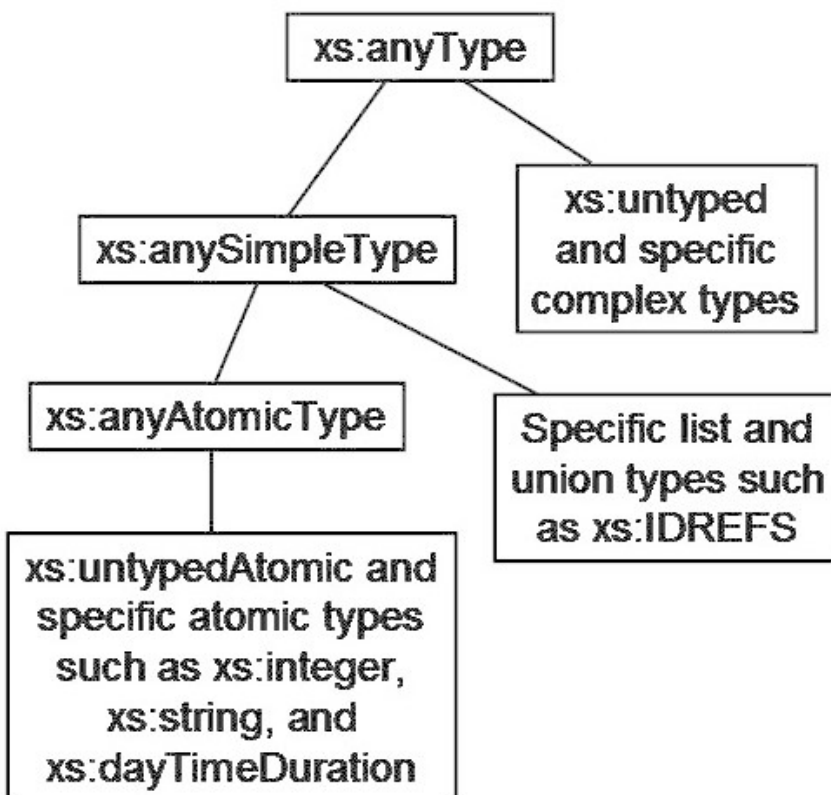 xs:anyType
xs:untyped
and specific
complex types
xs:anySimpleType
xs:anyAtomicType
Specific list and
union types such
as xs:IDREFS
xs:untypedAtomic and
specific atomic types
such as xs:integer,
xs:string, and
xs:dayTimeDuration